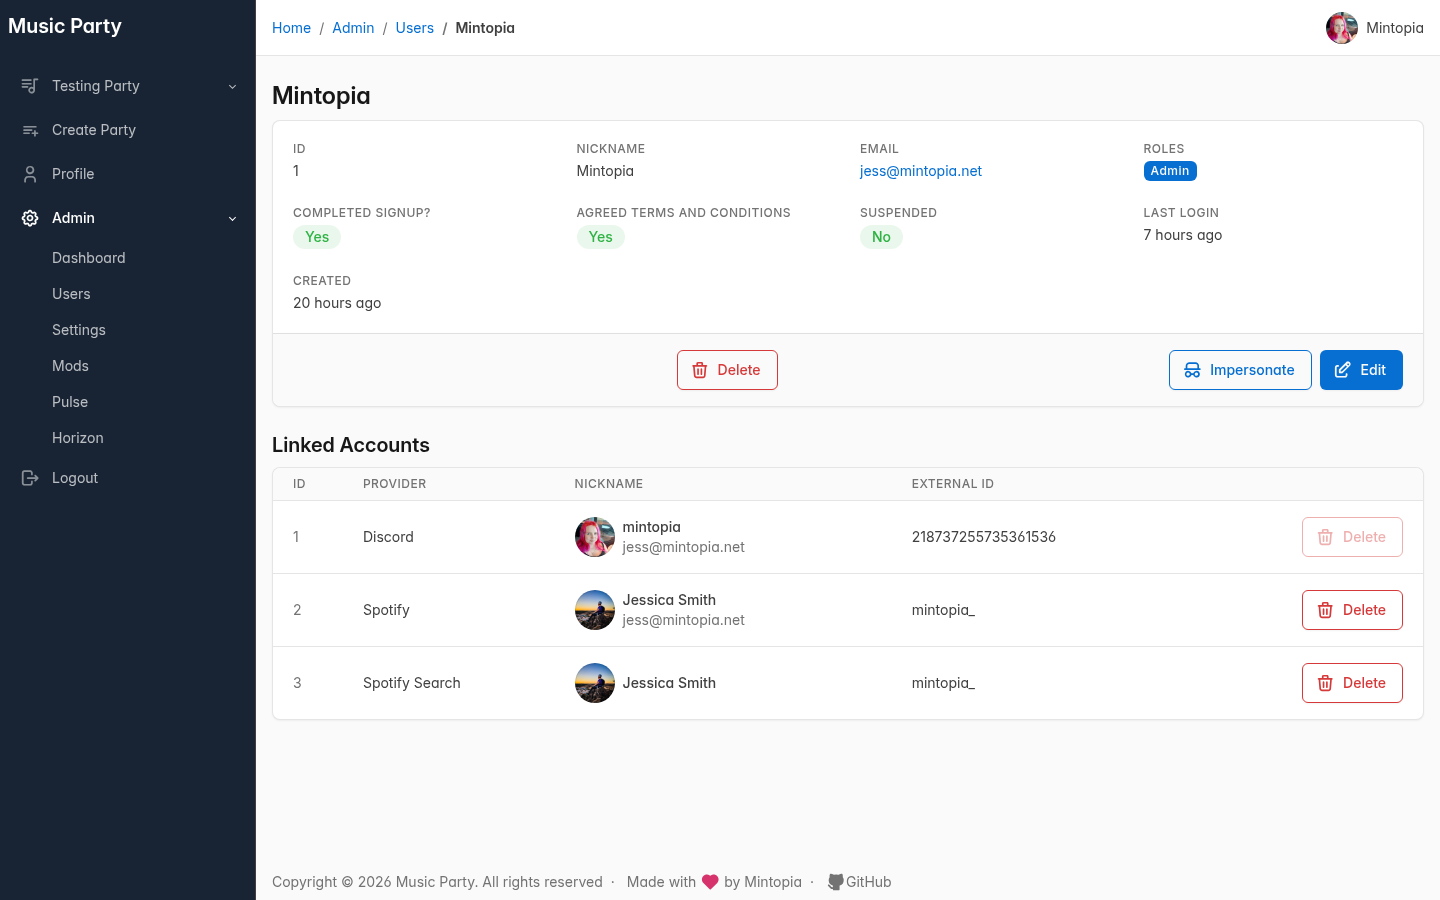 Music Party
Testing Party
Create Party
Profile
Admin
Dashboard
Users
Settings
Mods
Pulse
Horizon
Logout
Home / Admin / Users / Mintopia
Mintopia
Mintopia
ID
1
NICKNAME
Mintopia
EMAIL
jess@mintopia.net
ROLES
Admin
COMPLETED SIGNUP?
Yes
AGREED TERMS AND CONDITIONS
Yes
SUSPENDED
No
LAST LOGIN
7 hours ago
CREATED
20 hours ago
Delete
Impersonate
Edit
Linked Accounts
ID PROVIDER NICKNAME EXTERNAL ID
1 Discord mintopia 218737255735361536 Delete
jess@mintopia.net
2 Spotify Jessica Smith mintopia_ Delete
jess@mintopia.net
3 Spotify Search Jessica Smith mintopia_ Delete
Copyright © 2026 Music Party. All rights reserved · Made with ♥ by Mintopia · GitHub